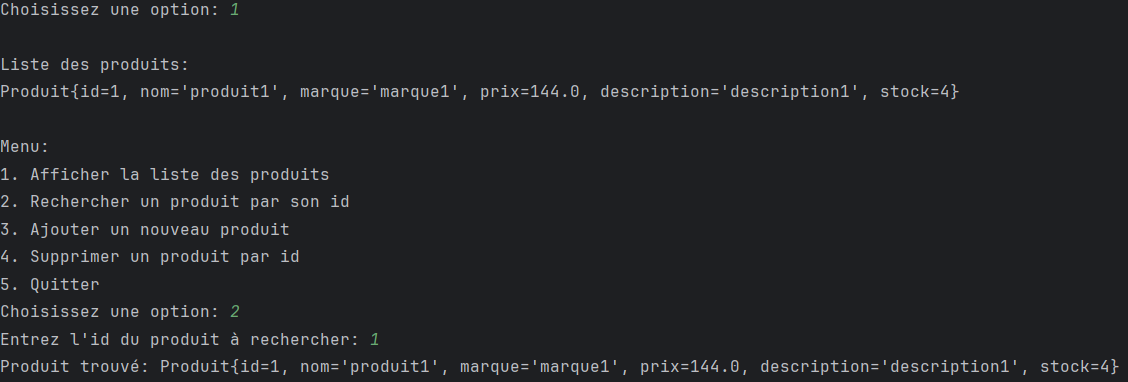 Choisissez une option: 1
Liste des produits:
Produit{id=1, nom='produit1', marque='marque1', prix=144.0, description='description1', stock=4}
Menu:
1. Afficher la liste des produits
2. Rechercher un produit par son id
3. Ajouter un nouveau produit
4. Supprimer un produit par id
5. Quitter
Choisissez une option: 2
Entrez l'id du produit à rechercher: 1
Produit trouvé: Produit{id=1, nom='produit1', marque='marque1', prix=144.0, description='description1', stock=4}